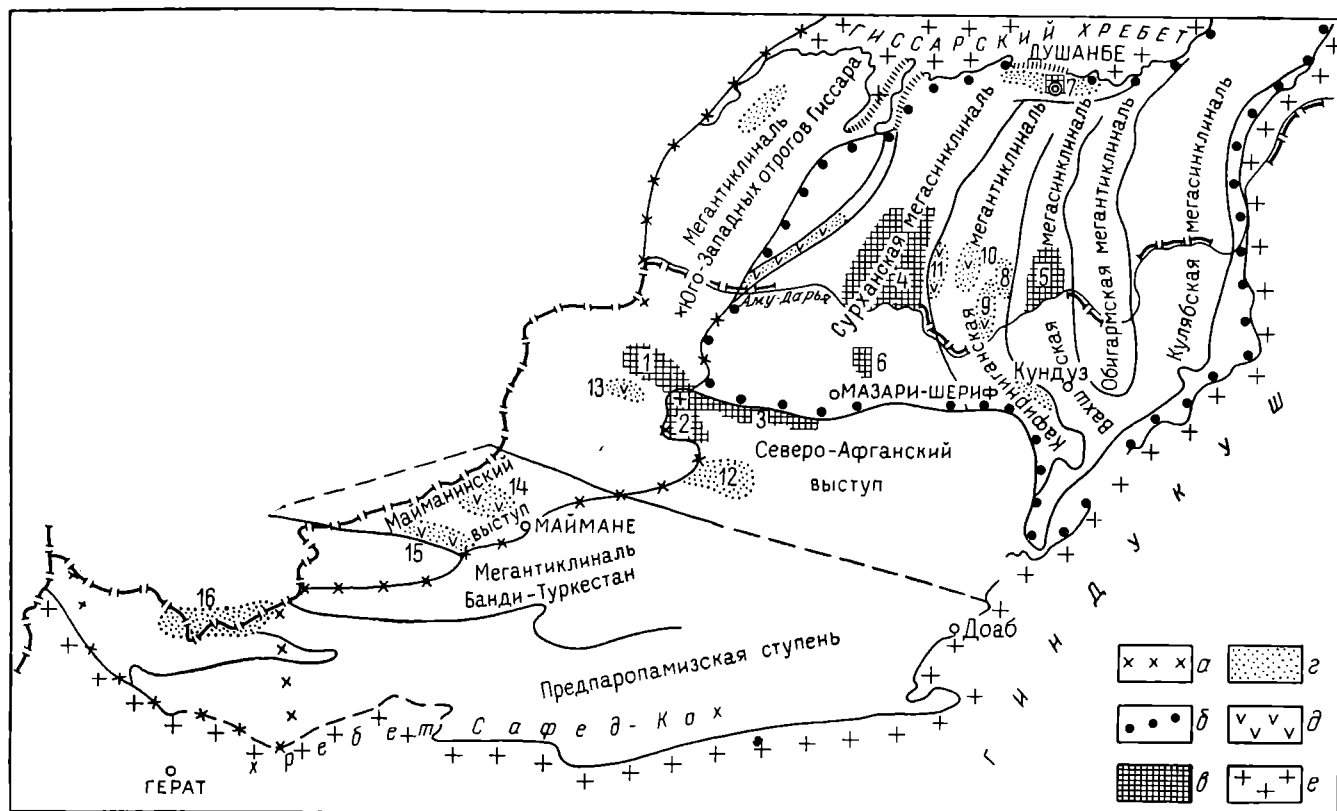 ГИССАРСКИЙ ХРЕБЕТ
ДУШАНБЕ
7
Мегантиклиналь
Юго-Западных отрогов Гиссара
Сурханская мегасинклиналь
Кафирниганская мегантиклиналь
Вахшская мегасинклиналь
Обигармская мегантиклиналь
Кулябская мегасинклиналь
4
11
10
8
9
5
Аму-Дарья
1
13
6
МАЗАРИ-ШЕРИФ
Кундуз
2
3
12
Северо-Афганский
выступ
14
Майманинский
выступ
15
МАЙМАНЕ
Мегантиклиналь
Банди-Туркестан
16
Доаб
Предпаропамизская ступень
хребет Сафед-Кох
ГИНДУКУШ
ГЕРАТ
а
г
б
д
в
е